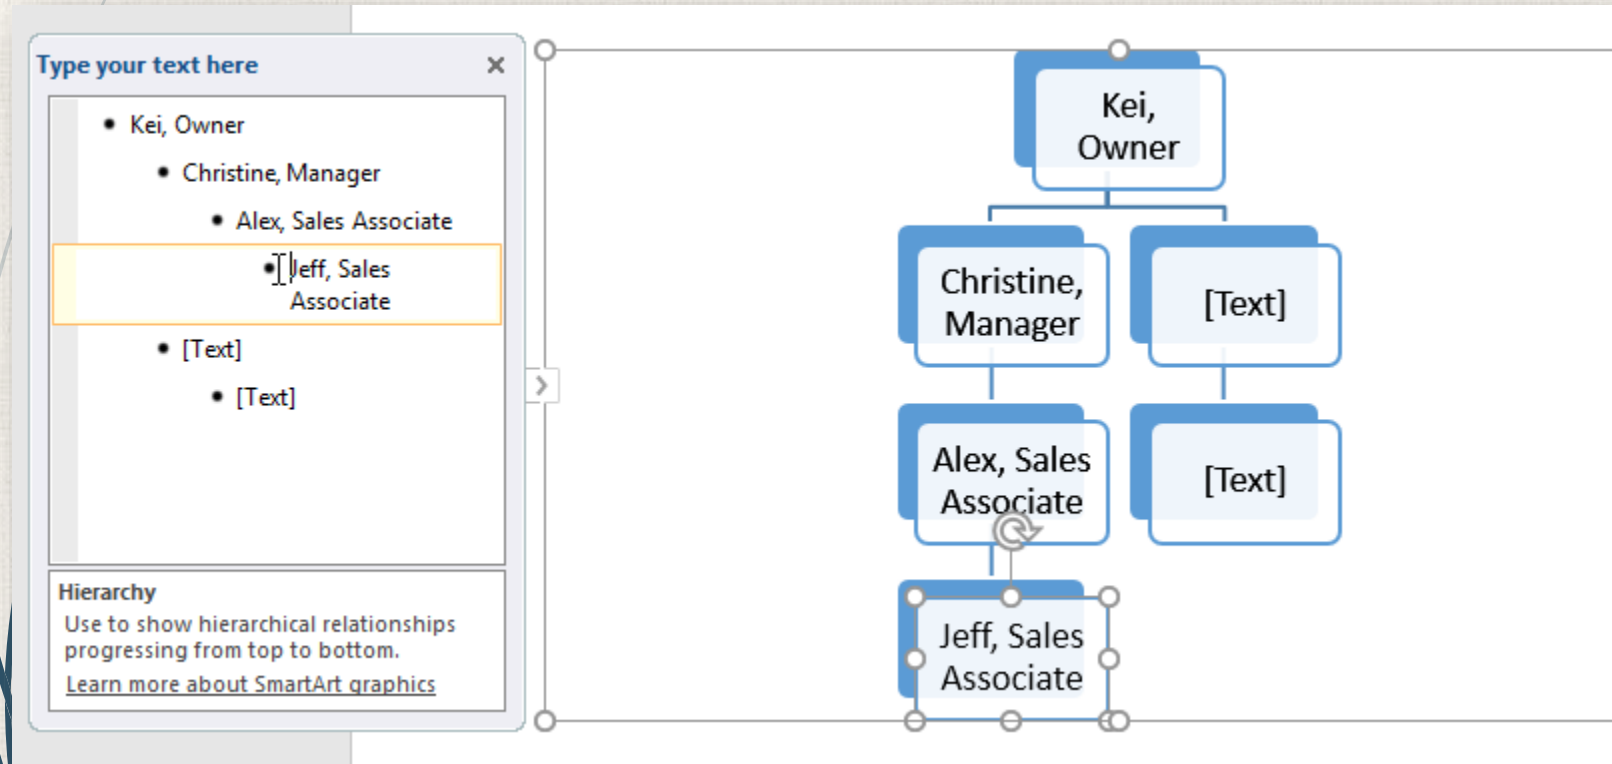 Type your text here
Kei, Owner
Christine, Manager
Alex, Sales Associate
Jeff, Sales
Associate
[Text]
[Text]
Hierarchy
Use to show hierarchical relationships
progressing from top to bottom.
Learn more about SmartArt graphics
Kei,
Owner
Christine,
Manager
[Text]
Alex, Sales
Associate
[Text]
Jeff, Sales
Associate